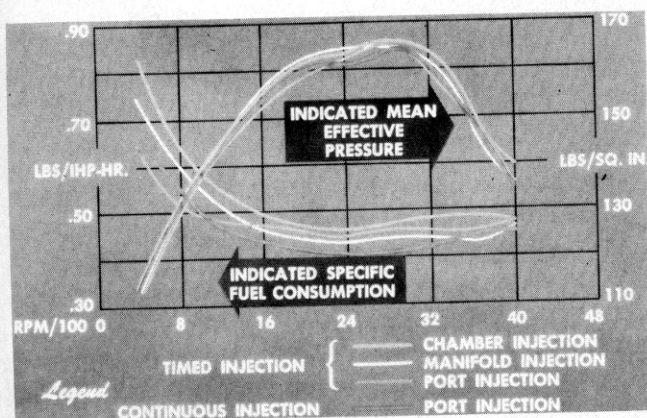 .90
170
INDICATED MEAN
EFFECTIVE
PRESSURE
.70
150
LBS/IHP-HR.
LBS/SQ. IN.
.50
130
INDICATED SPECIFIC
FUEL CONSUMPTION
.30
110
RPM/100 0 8 16 24 32 40 48
TIMED INJECTION
CHAMBER INJECTION
MANIFOLD INJECTION
PORT INJECTION
Legend
CONTINUOUS INJECTION
PORT INJECTION